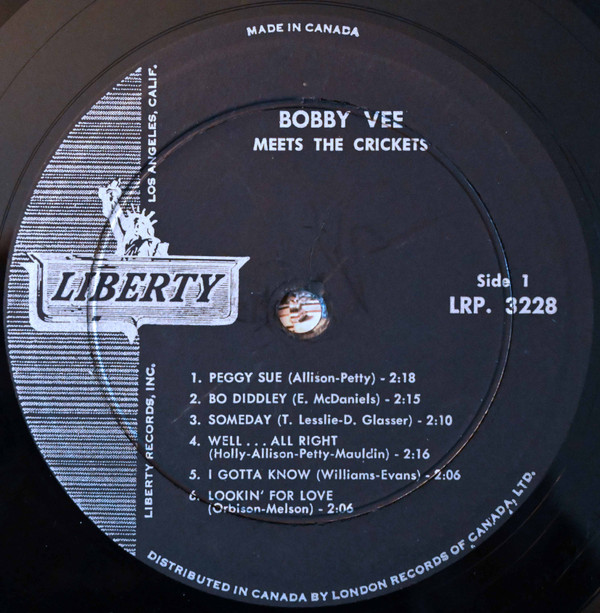 MADE IN CANADA
BOBBY VEE
MEETS THE CRICKETS
LOS ANGELES, CALIF.
LIBERTY
Side 1
LRP. 3228
1. PEGGY SUE (Allison-Petty) - 2:18
2. BO DIDDLEY (E. McDaniels) - 2:15
3. SOMEDAY (T. Lesslie-D. Glasser) - 2:10
4. WELL . . . ALL RIGHT
(Holly-Allison-Petty-Mauldin) - 2:16
5. I GOTTA KNOW (Williams-Evans) - 2:06
6. LOOKIN' FOR LOVE
(Orbison-Melson) - 2:06
LIBERTY RECORDS, INC.
DISTRIBUTED IN CANADA BY LONDON RECORDS OF CANADA, LTD.